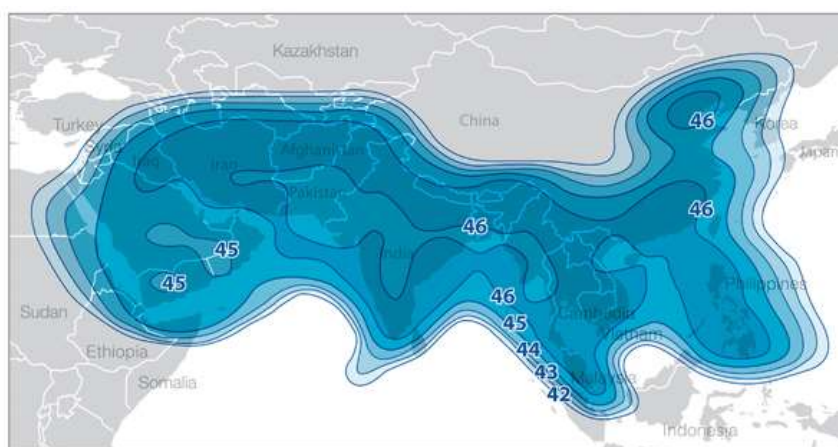 Kazakhstan
China
Turkey
Syria
Iraq
Iran
Afghanistan
Pakistan
India
46
Korea
Japan
46
46
45
45
46
45
44
43
42
Sudan
Ethiopia
Somalia
Cambodia
Vietnam
Philippines
Malaysia
Indonesia